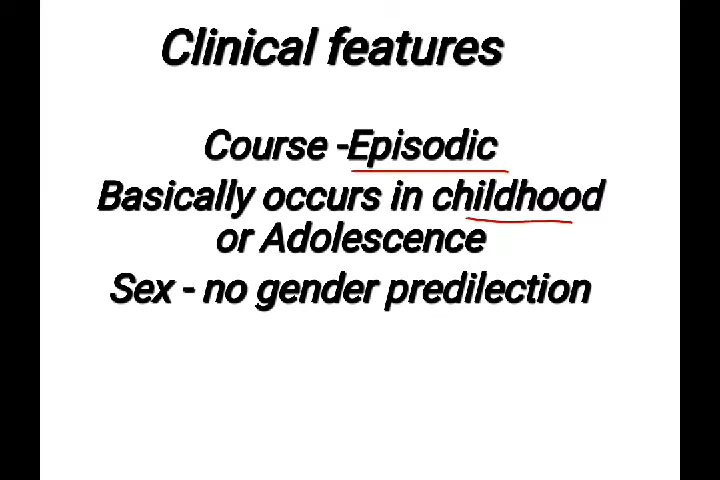 Clinical features
Course -Episodic
Basically occurs in childhood
or Adolescence
Sex - no gender predilection